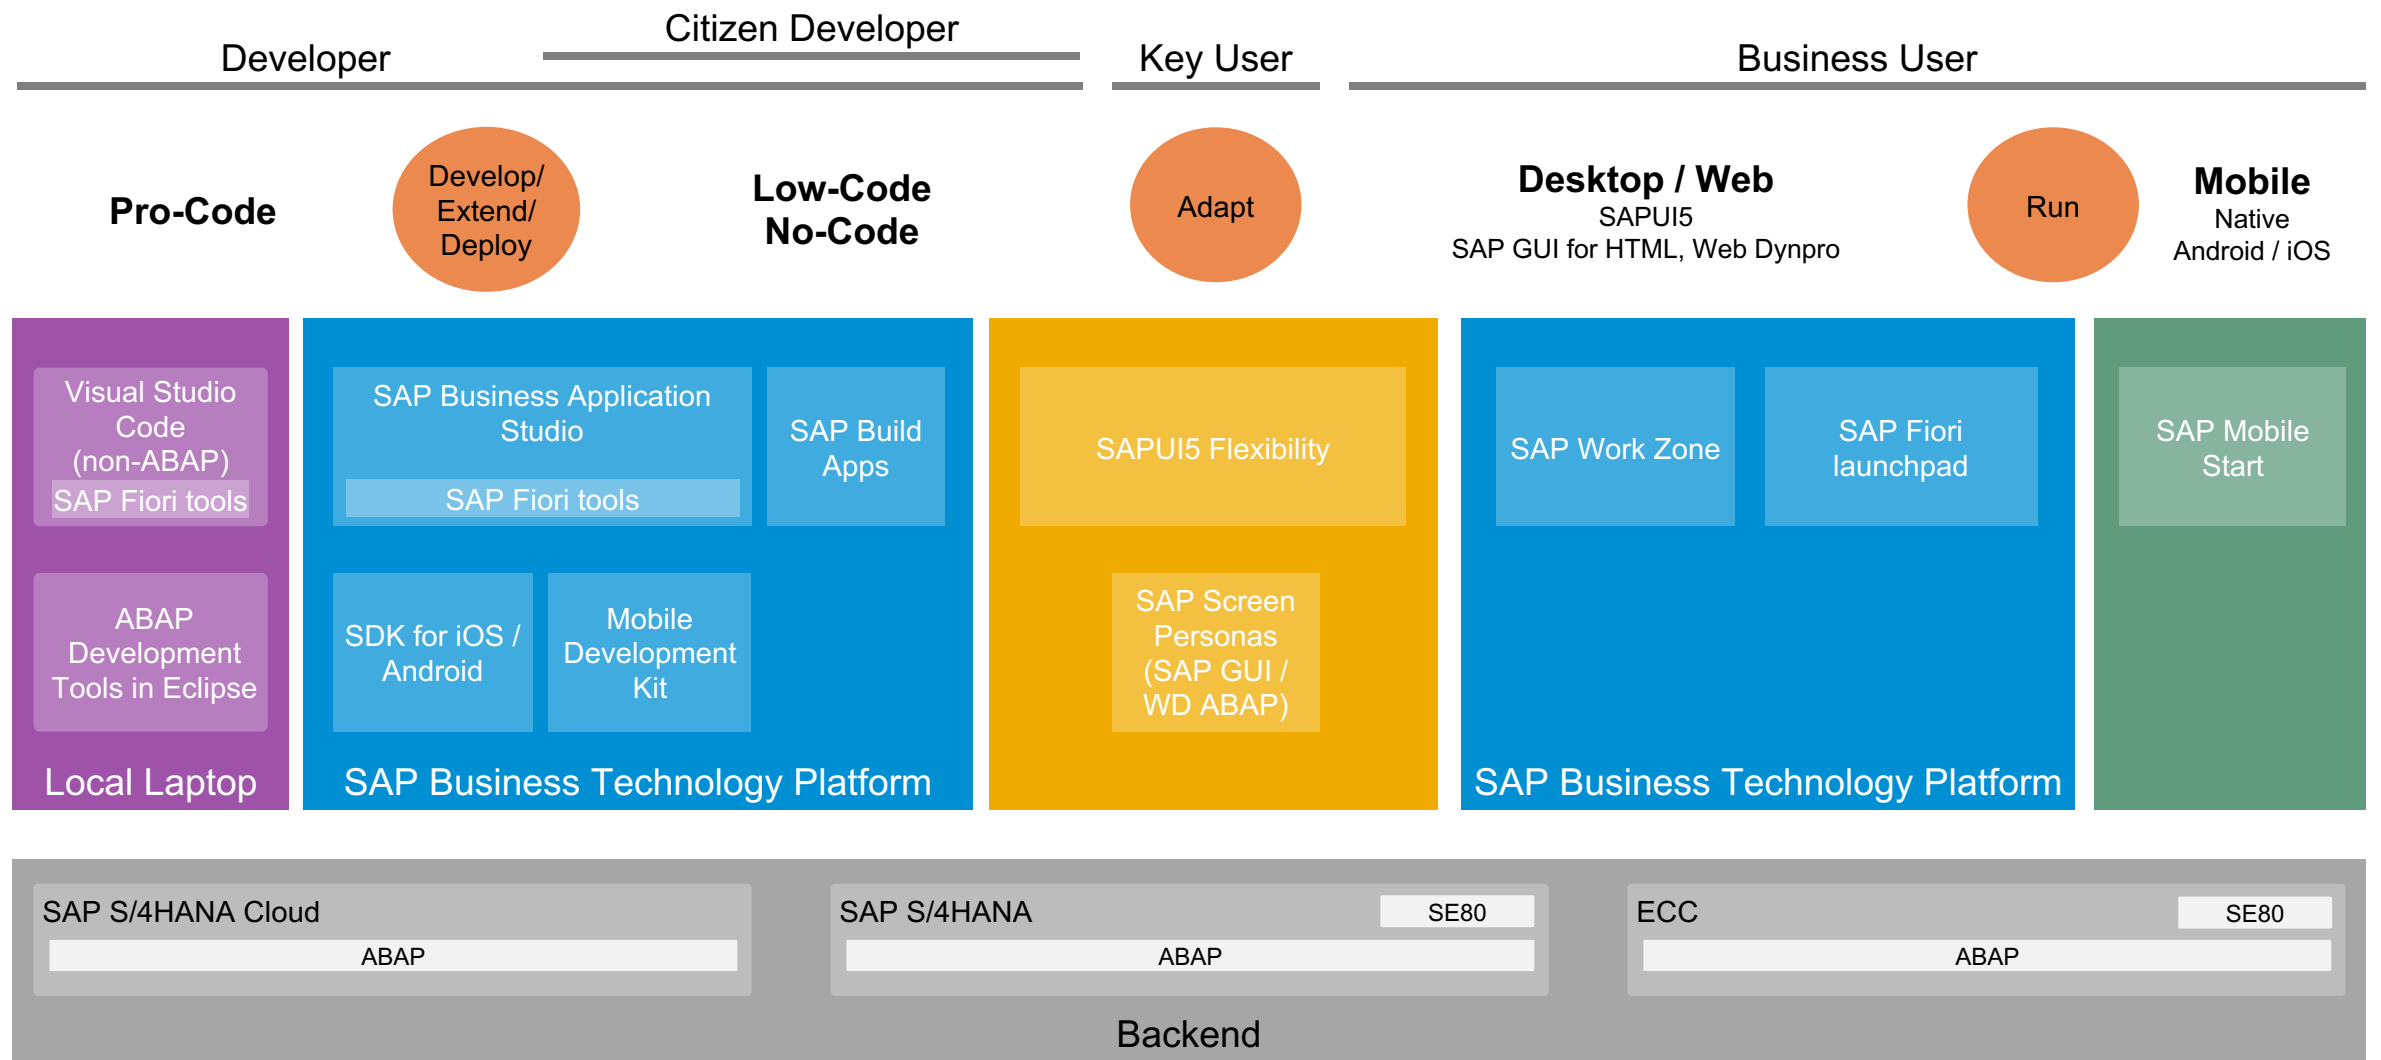 Citizen Developer
Developer
Key User
Business User
Pro-Code
Develop/
Extend/
Deploy
Low-Code
No-Code
Adapt
Desktop / Web
SAPUI5
SAP GUI for HTML, Web Dynpro
Run
Mobile
Native
Android / iOS
Visual Studio
Code
(non-ABAP)
SAP Fiori tools
ABAP
Development
Tools in Eclipse
Local Laptop
SAP Business Application
Studio
SAP Fiori tools
SAP Build
Apps
SDK for iOS /
Android
Mobile
Development
Kit
SAP Business Technology Platform
SAPUI5 Flexibility
SAP Screen
Personas
(SAP GUI /
WD ABAP)
SAP Work Zone
SAP Fiori
launchpad
SAP Business Technology Platform
SAP Mobile
Start
SAP S/4HANA Cloud
ABAP
SAP S/4HANA
SE80
ABAP
ECC
SE80
ABAP
Backend